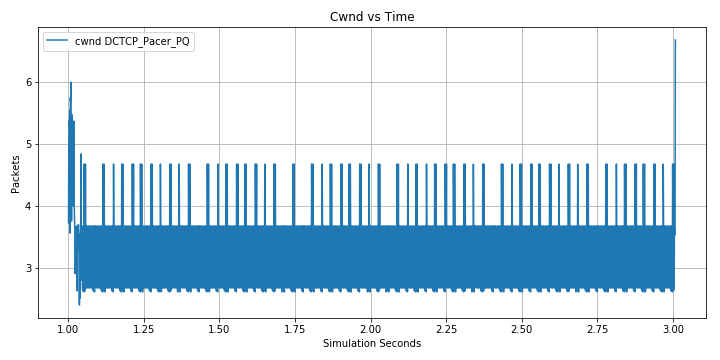 Cwnd vs Time
cwnd DCTCP_Pacer_PQ
Packets
6
5
4
3
1.00 1.25 1.50 1.75 2.00 2.25 2.50 2.75 3.00
Simulation Seconds